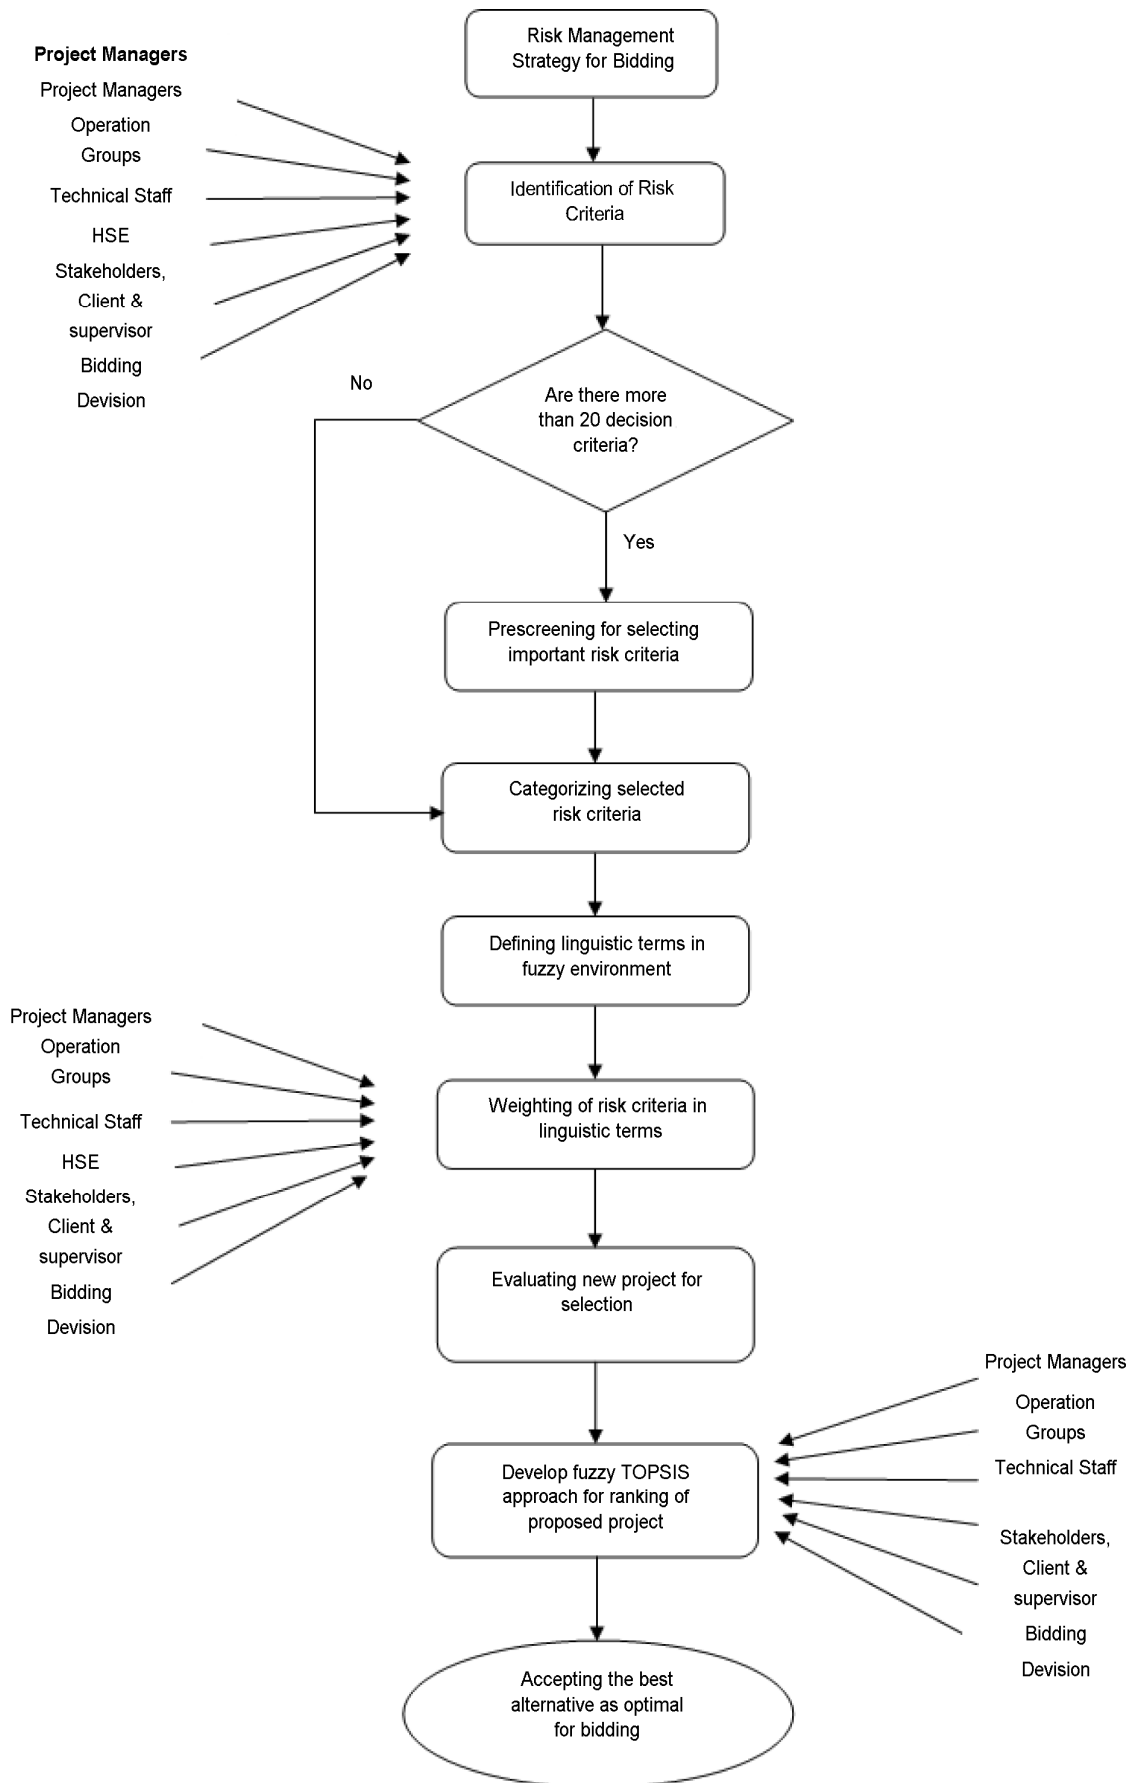 Risk Management
Strategy for Bidding
Project Managers
Project Managers
Operation
Groups
Technical Staff
HSE
Stakeholders,
Client &
supervisor
Bidding
Devision
Identification of Risk
Criteria
No
Are there more
than 20 decision
criteria?
Yes
Prescreening for selecting
important risk criteria
Categorizing selected
risk criteria
Defining linguistic terms in
fuzzy environment
Project Managers
Operation
Groups
Technical Staff
HSE
Stakeholders,
Client &
supervisor
Bidding
Devision
Weighting of risk criteria in
linguistic terms
Evaluating new project for
selection
Project Managers
Operation
Groups
Technical Staff
Stakeholders,
Client &
supervisor
Bidding
Devision
Develop fuzzy TOPSIS
approach for ranking of
proposed project
Accepting the best
alternative as optimal
for bidding